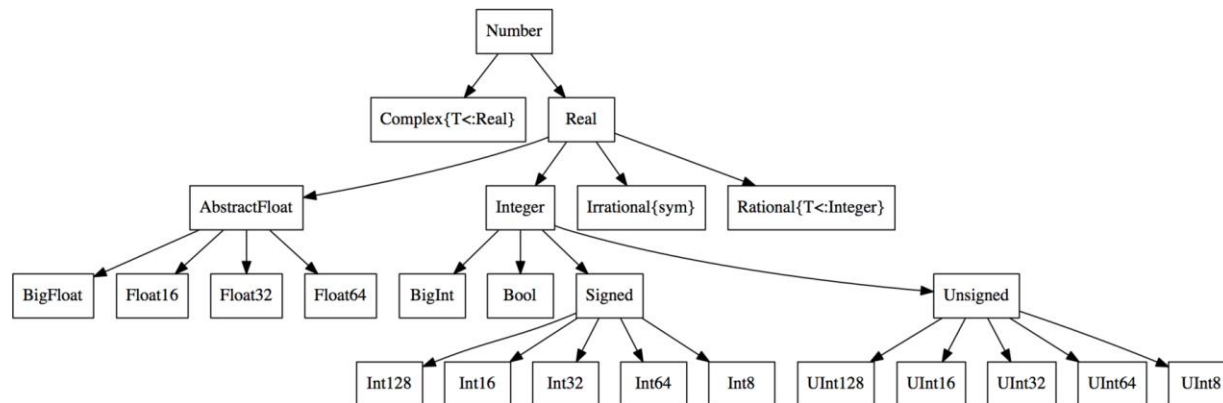 Number
Complex{T<:Real}
Real
AbstractFloat
Integer
Irrational{sym}
Rational{T<:Integer}
BigFloat
Float16
Float32
Float64
BigInt
Bool
Signed
Unsigned
Int128
Int16
Int32
Int64
Int8
UInt128
UInt16
UInt32
UInt64
UInt8